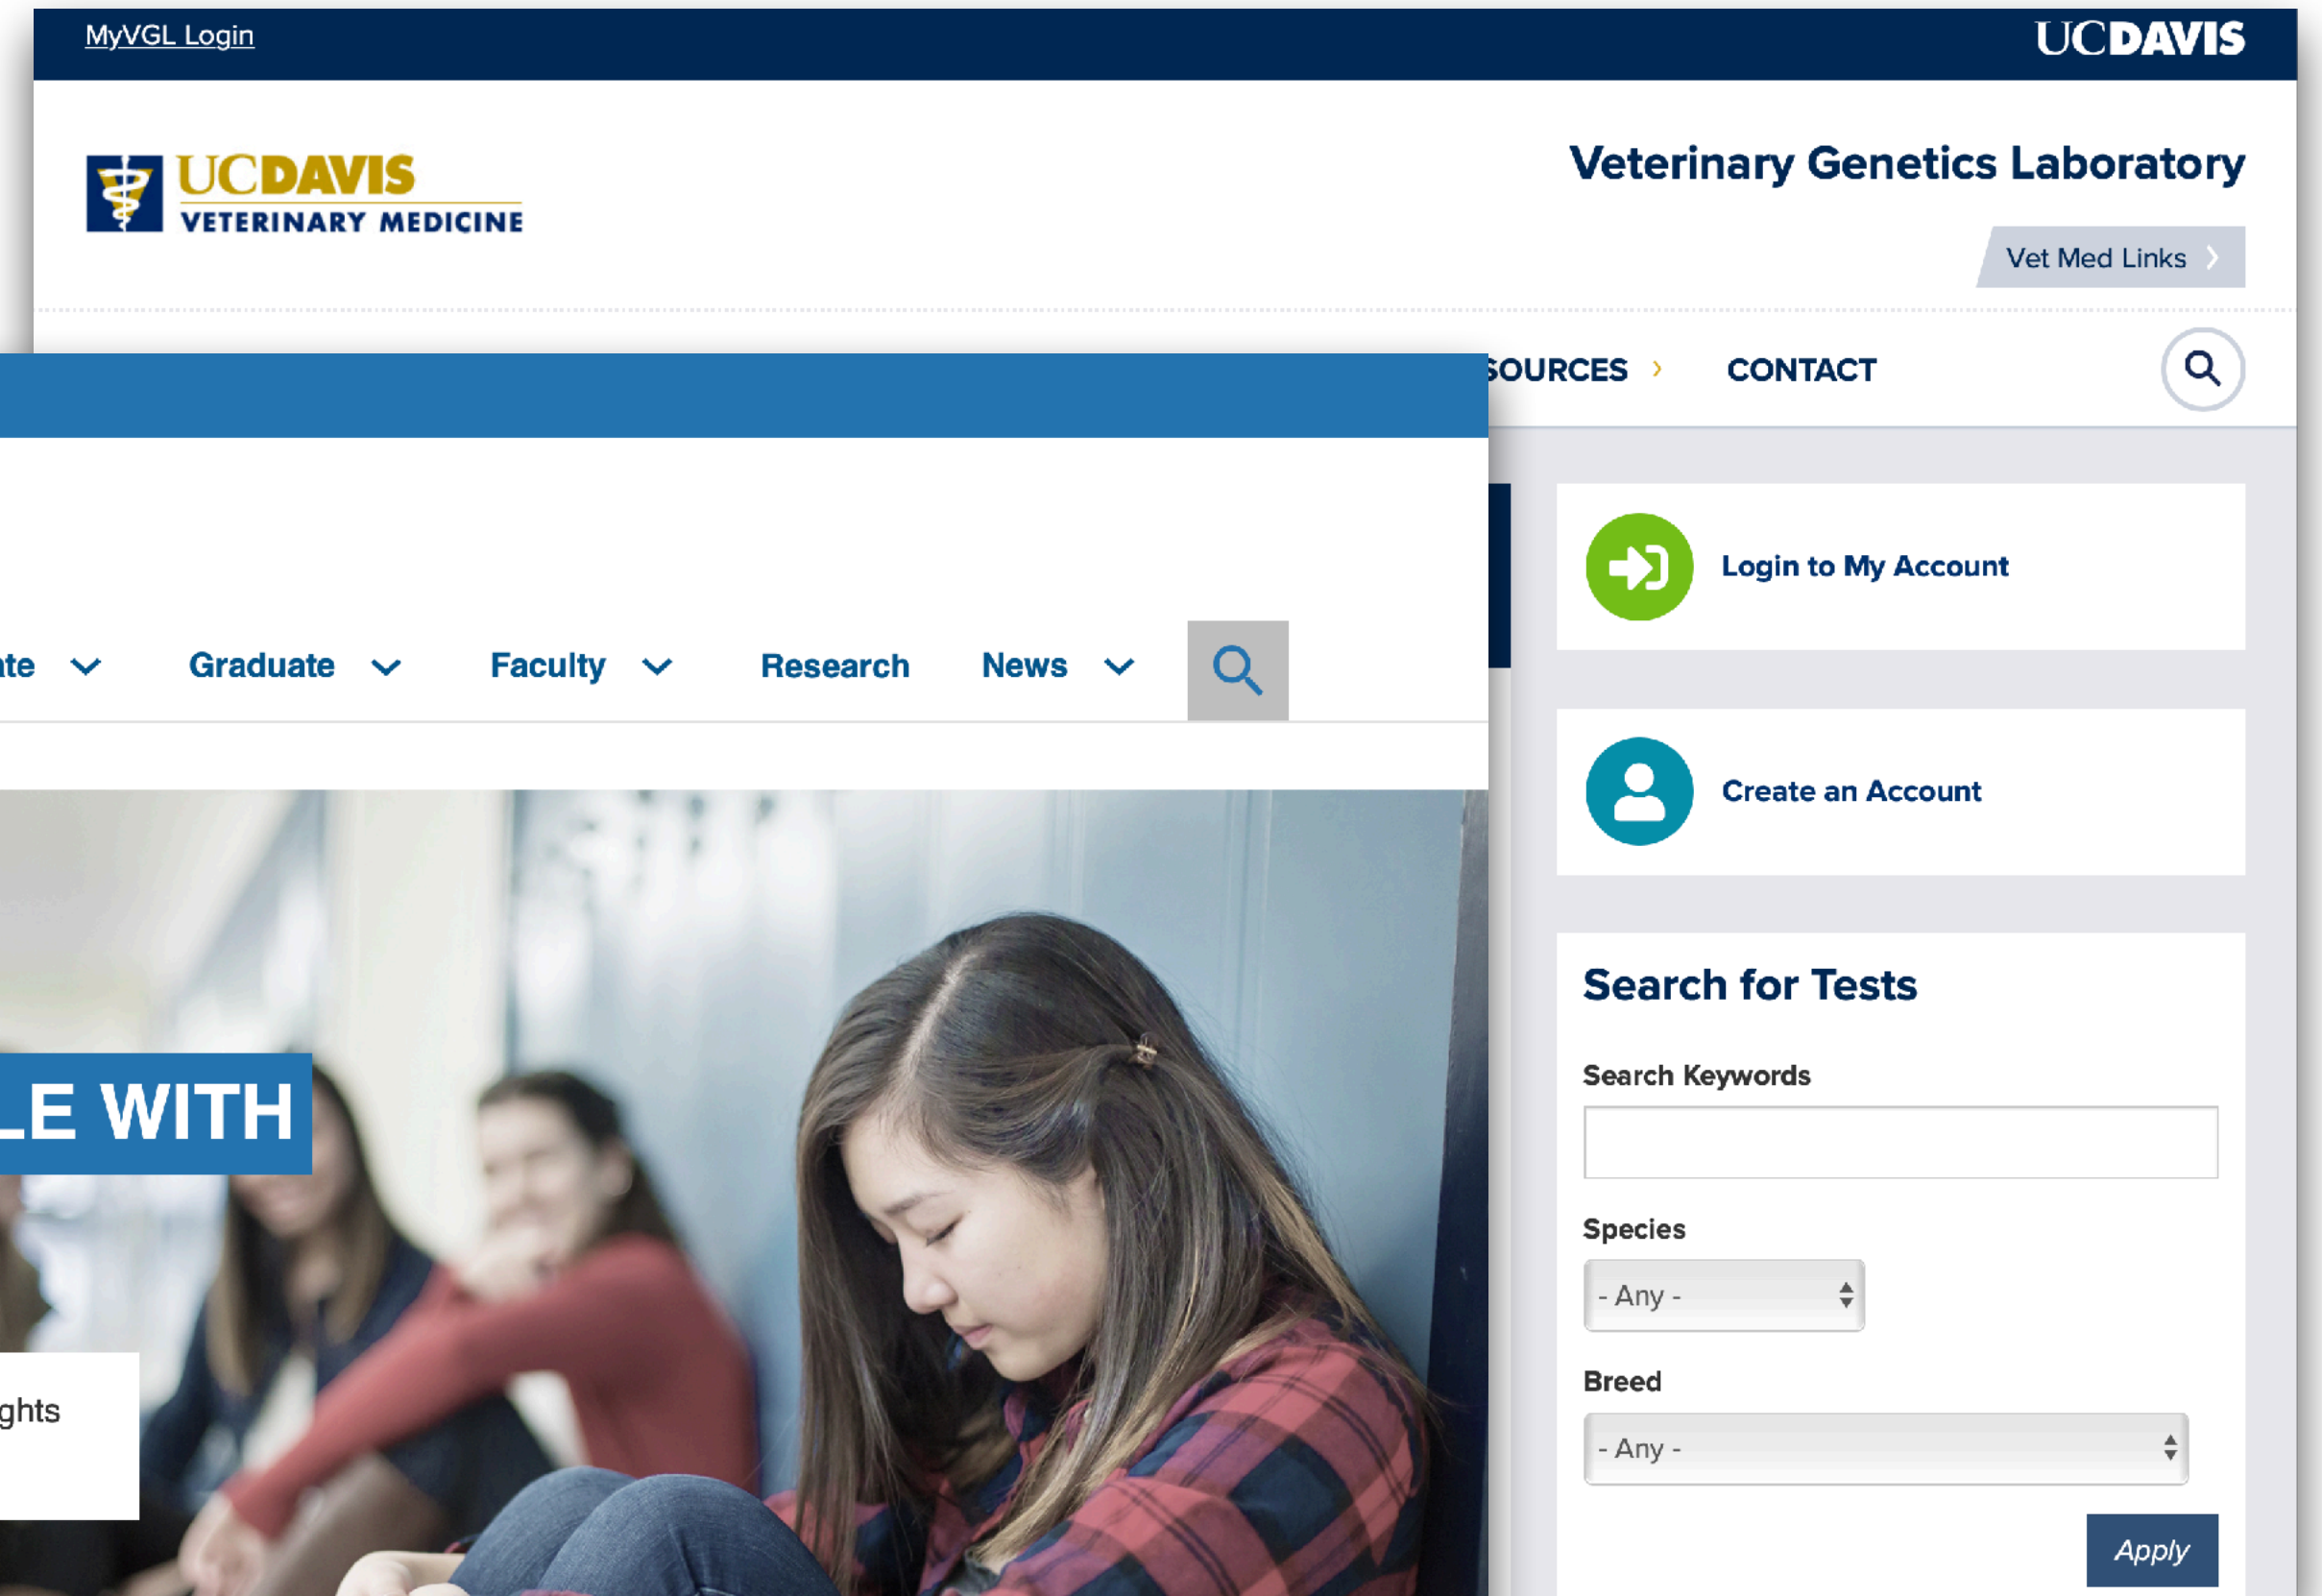 MyVGL Login
UCDAVIS
UCDAVIS
VETERINARY MEDICINE
Veterinary Genetics Laboratory
Vet Med Links
SOURCES
CONTACT
te
Graduate
Faculty
Research
News
LE WITH
ghts
Login to My Account
Create an Account
Search for Tests
Search Keywords
Species
- Any -
Breed
- Any -
Apply